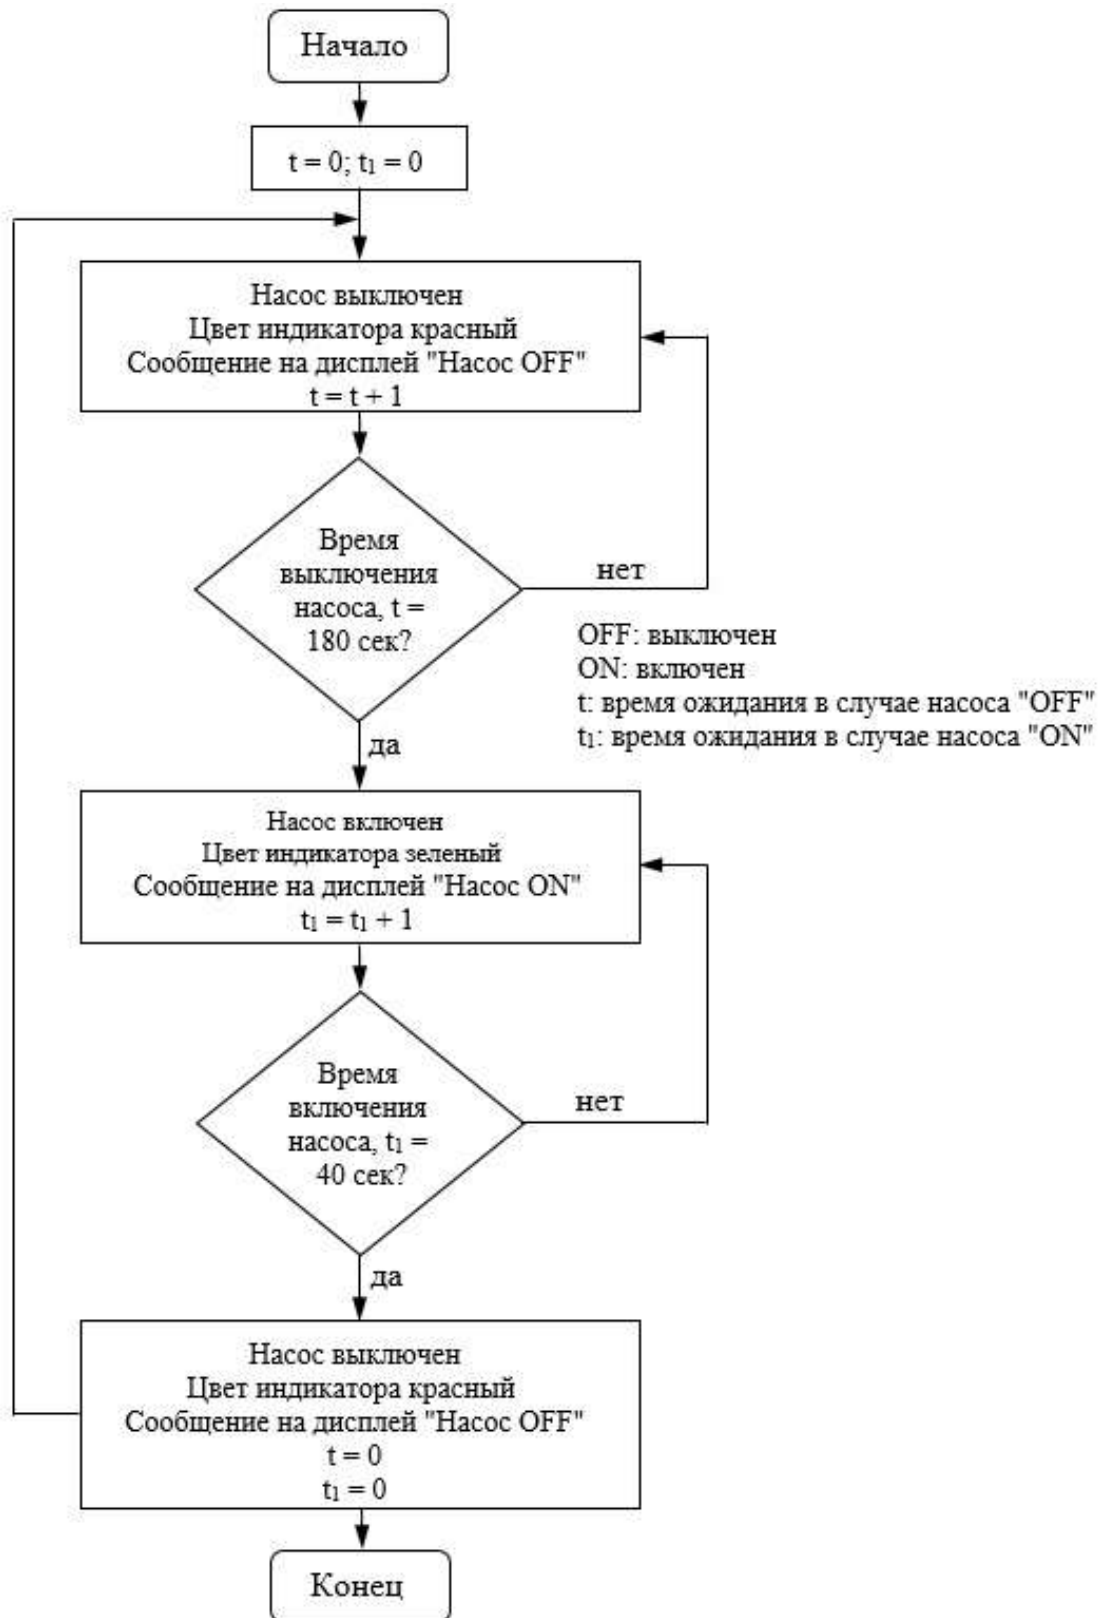 Начало
t = 0; t₁ = 0
Насос выключен
Цвет индикатора красный
Сообщение на дисплей "Насос OFF"
t = t + 1
Время
выключения
насоса, t =
180 сек?
нет
OFF: выключен
ON: включен
t: время ожидания в случае насоса "OFF"
t₁: время ожидания в случае насоса "ON"
да
Насос включен
Цвет индикатора зеленый
Сообщение на дисплей "Насос ON"
t₁ = t₁ + 1
Время
включения
насоса, t₁ =
40 сек?
нет
да
Насос выключен
Цвет индикатора красный
Сообщение на дисплей "Насос OFF"
t = 0
t₁ = 0
Конец